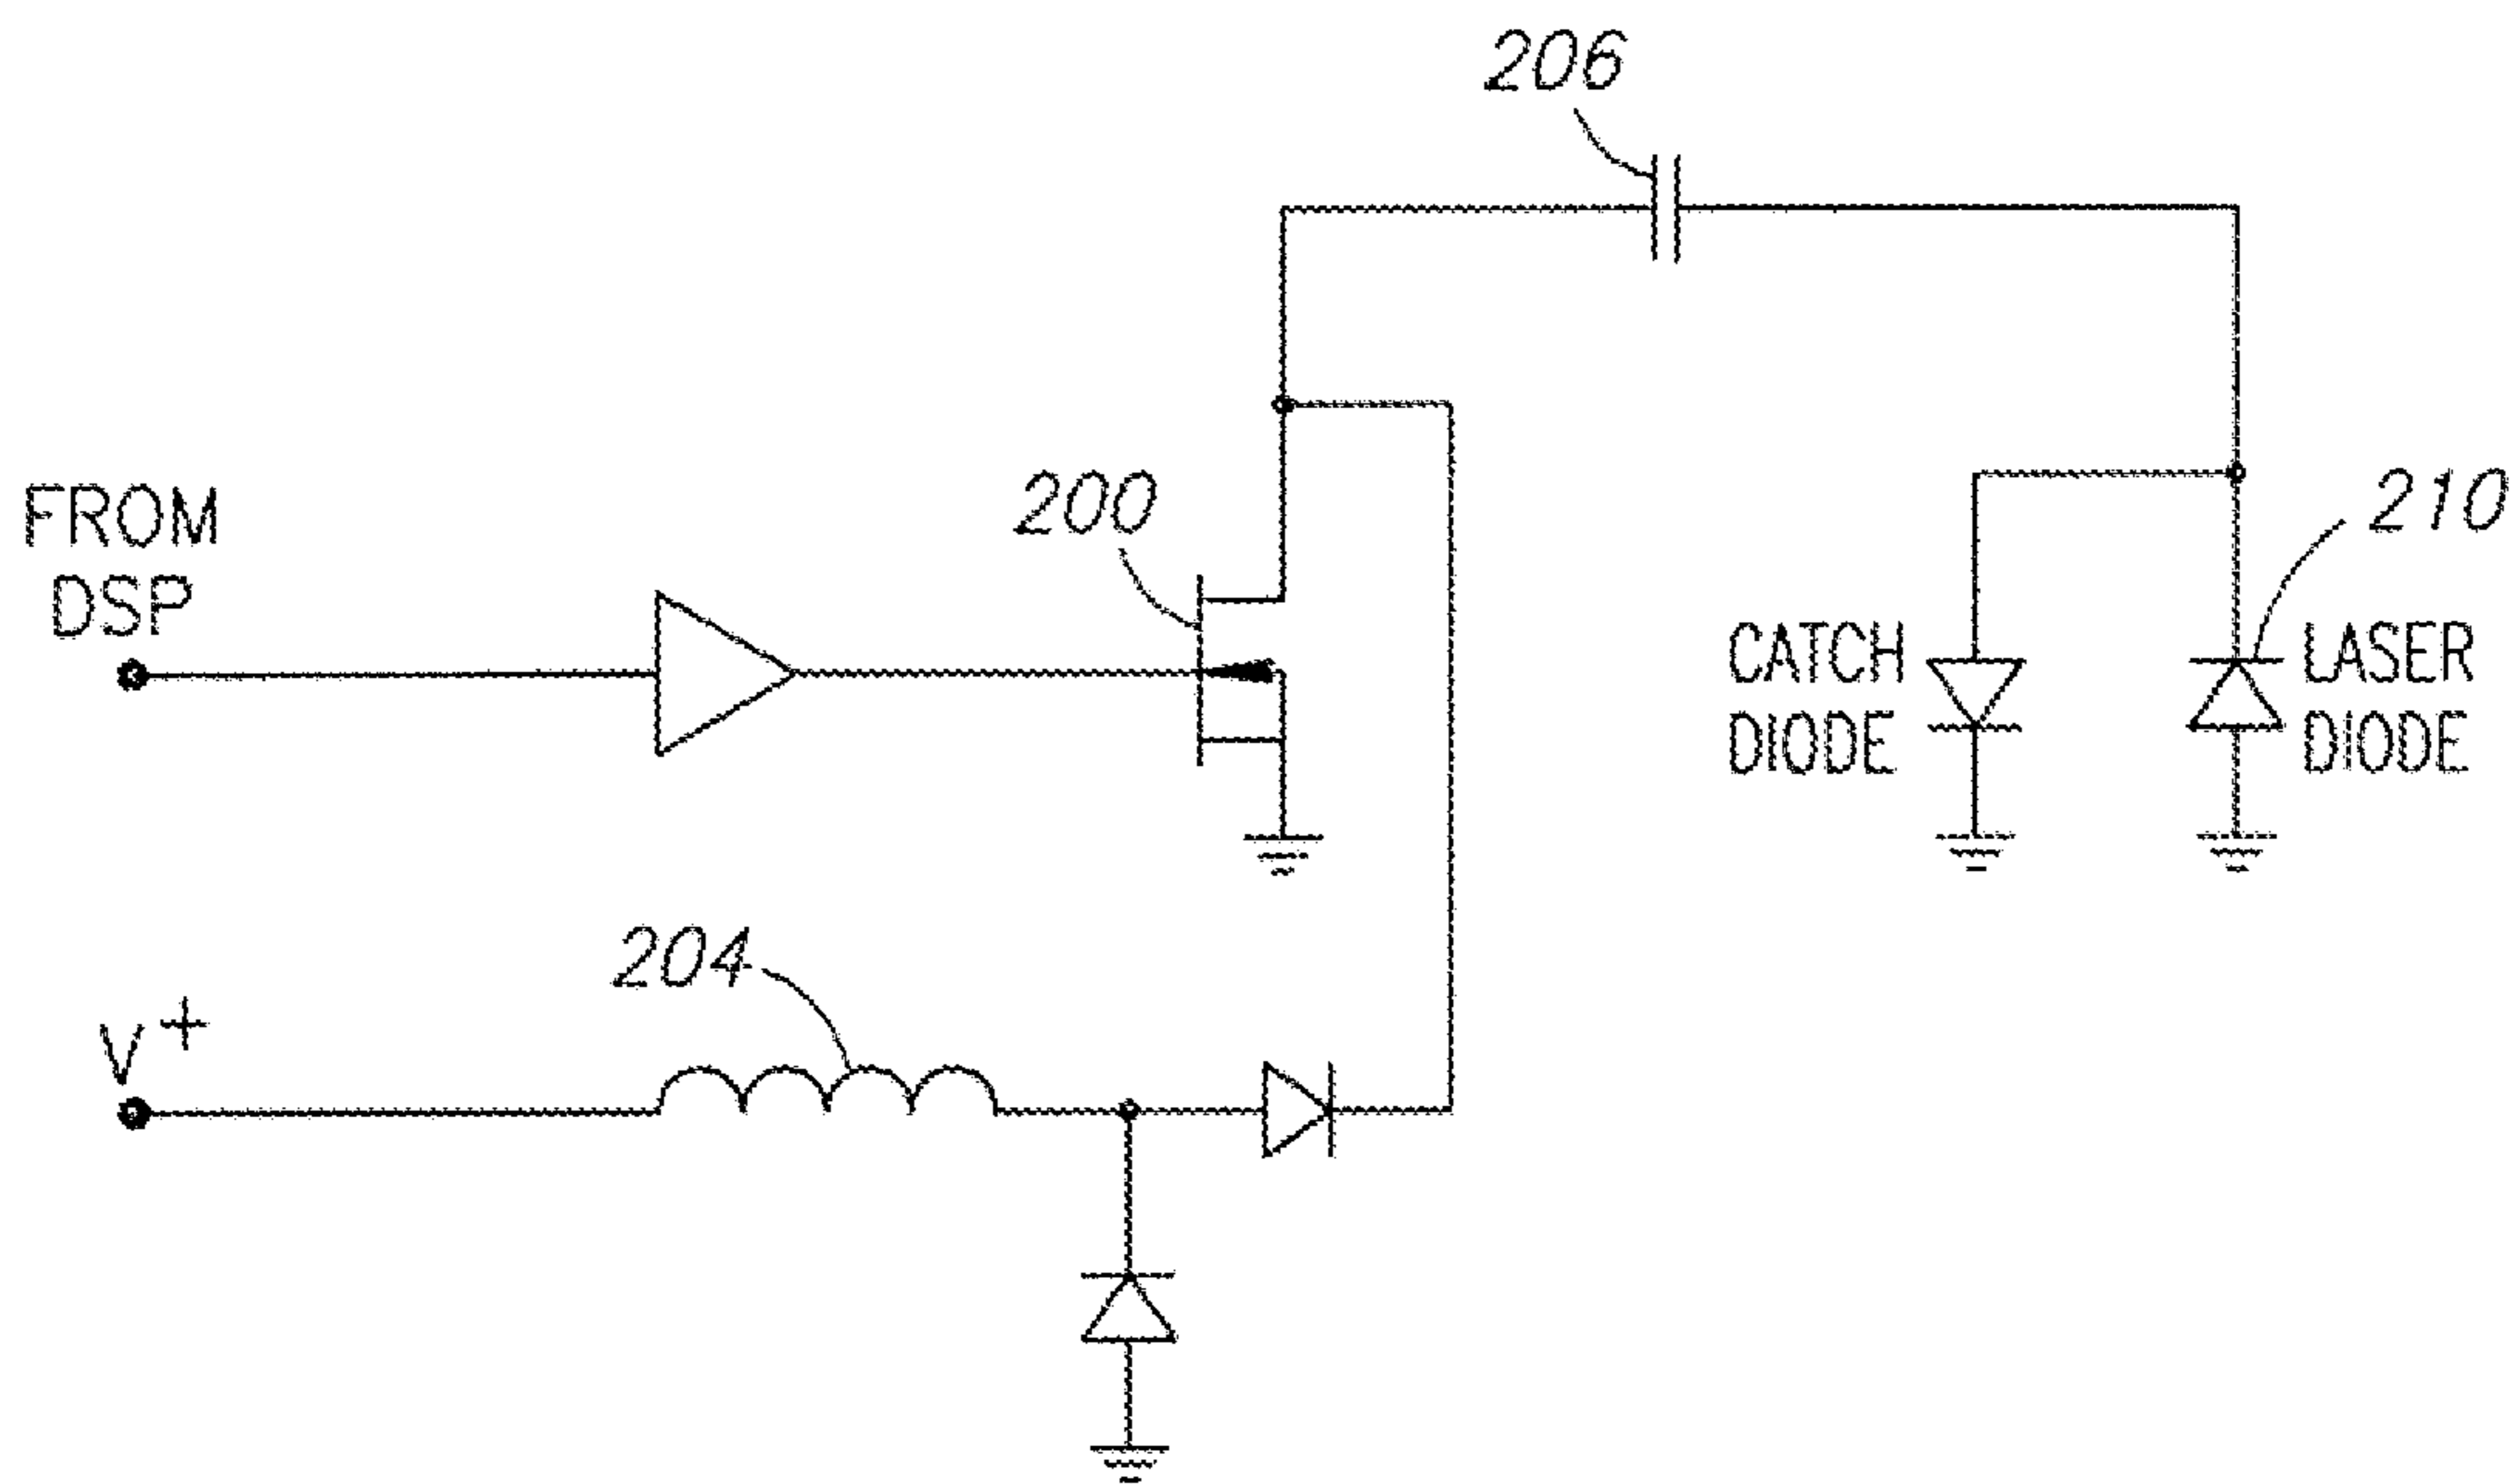 206
200
210
FROM
DSP
CATCH
DIODE
LASER
DIODE
204
V+